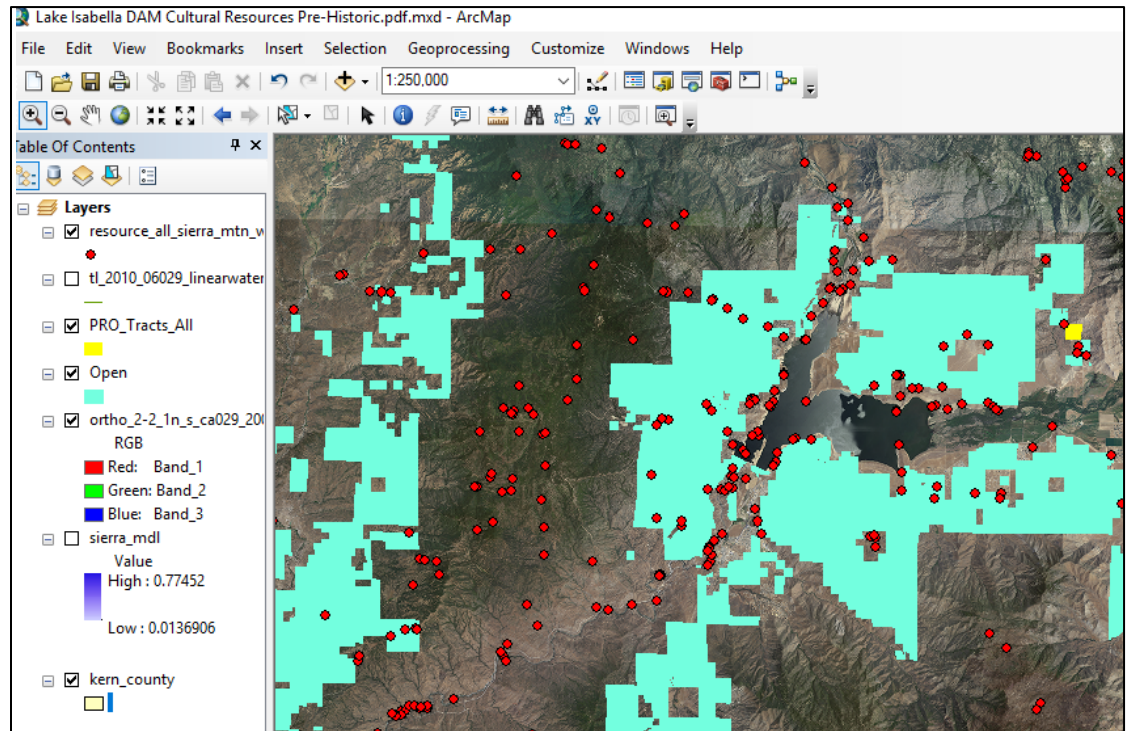 Lake Isabella DAM Cultural Resources Pre-Historic.pdf.mxd - ArcMap
File Edit View Bookmarks Insert Selection Geoprocessing Customize Windows Help
1:250,000
XY
Table Of Contents
Layers
resource_all_sierra_mtn_v
tl_2010_06029_linearwater
PRO_Tracts_All
Open
ortho_2-2_1n_s_ca029_20
RGB
Red: Band_1
Green: Band_2
Blue: Band_3
sierra_mdl
Value
High : 0.77452
Low : 0.0136906
kern_county